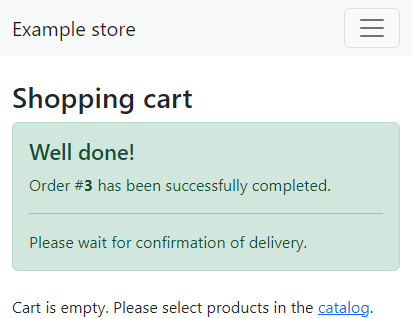 Example store
Shopping cart
Well done!
Order #3 has been successfully completed.
Please wait for confirmation of delivery.
Cart is empty. Please select products in the catalog.